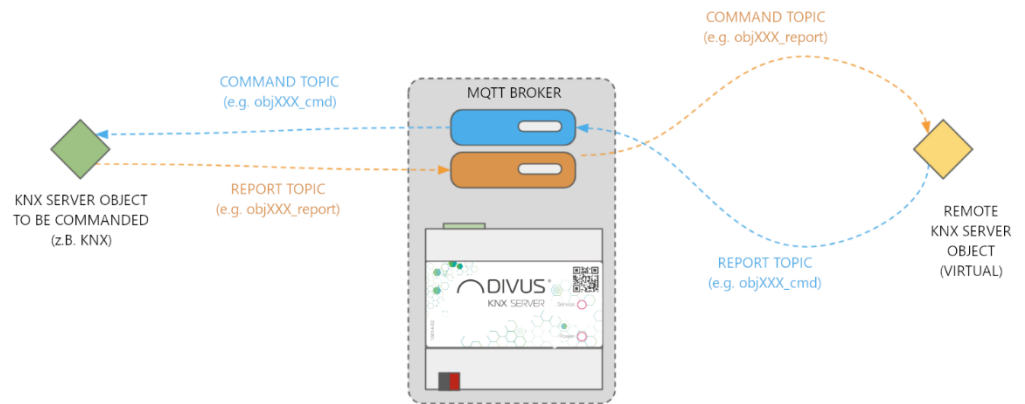 COMMAND TOPIC
(e.g. objXXX_report)
COMMAND TOPIC
(e.g. objXXX_cmd)
MQTT BROKER
KNX SERVER OBJECT
TO BE COMMANDED
(z.B. KNX)
REPORT TOPIC
(e.g. objXXX_report)
REMOTE
KNX SERVER
OBJECT
(VIRTUAL)
REPORT TOPIC
(e.g. objXXX_cmd)
DIVUS
KNX SERVER
Service